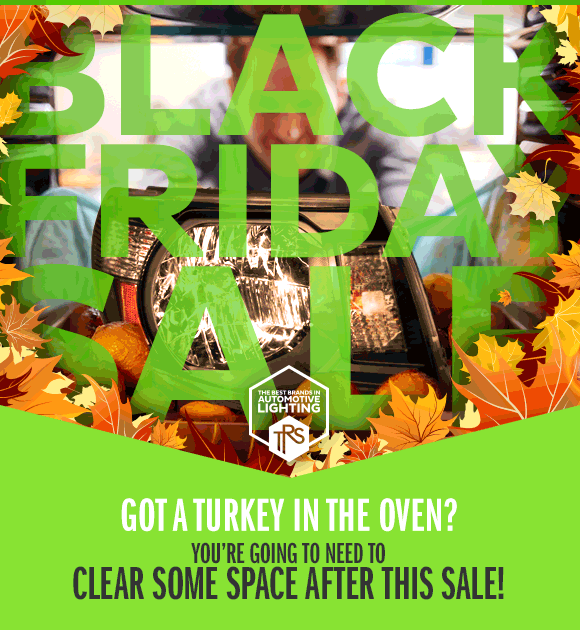 BLACK
FRIDAY
SALE
THE BEST BRANDS IN
AUTOMOTIVE
LIGHTING
TRS
GOT A TURKEY IN THE OVEN?
YOU'RE GOING TO NEED TO
CLEAR SOME SPACE AFTER THIS SALE!